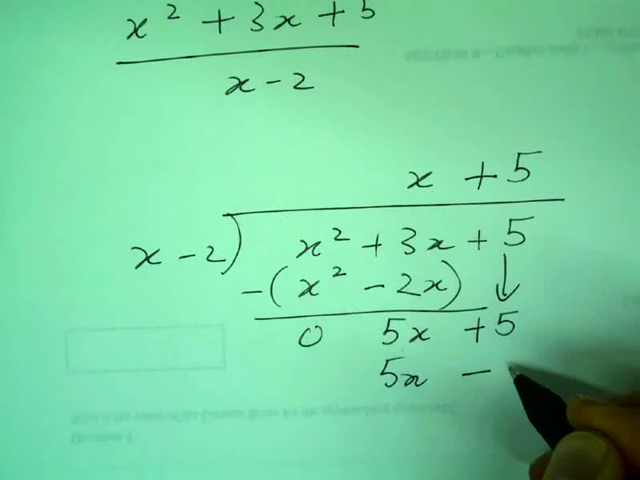 x² + 3x + 5
x - 2
x + 5
x - 2) x² + 3x + 5
-(x² - 2x)
0 5x + 5
5x -